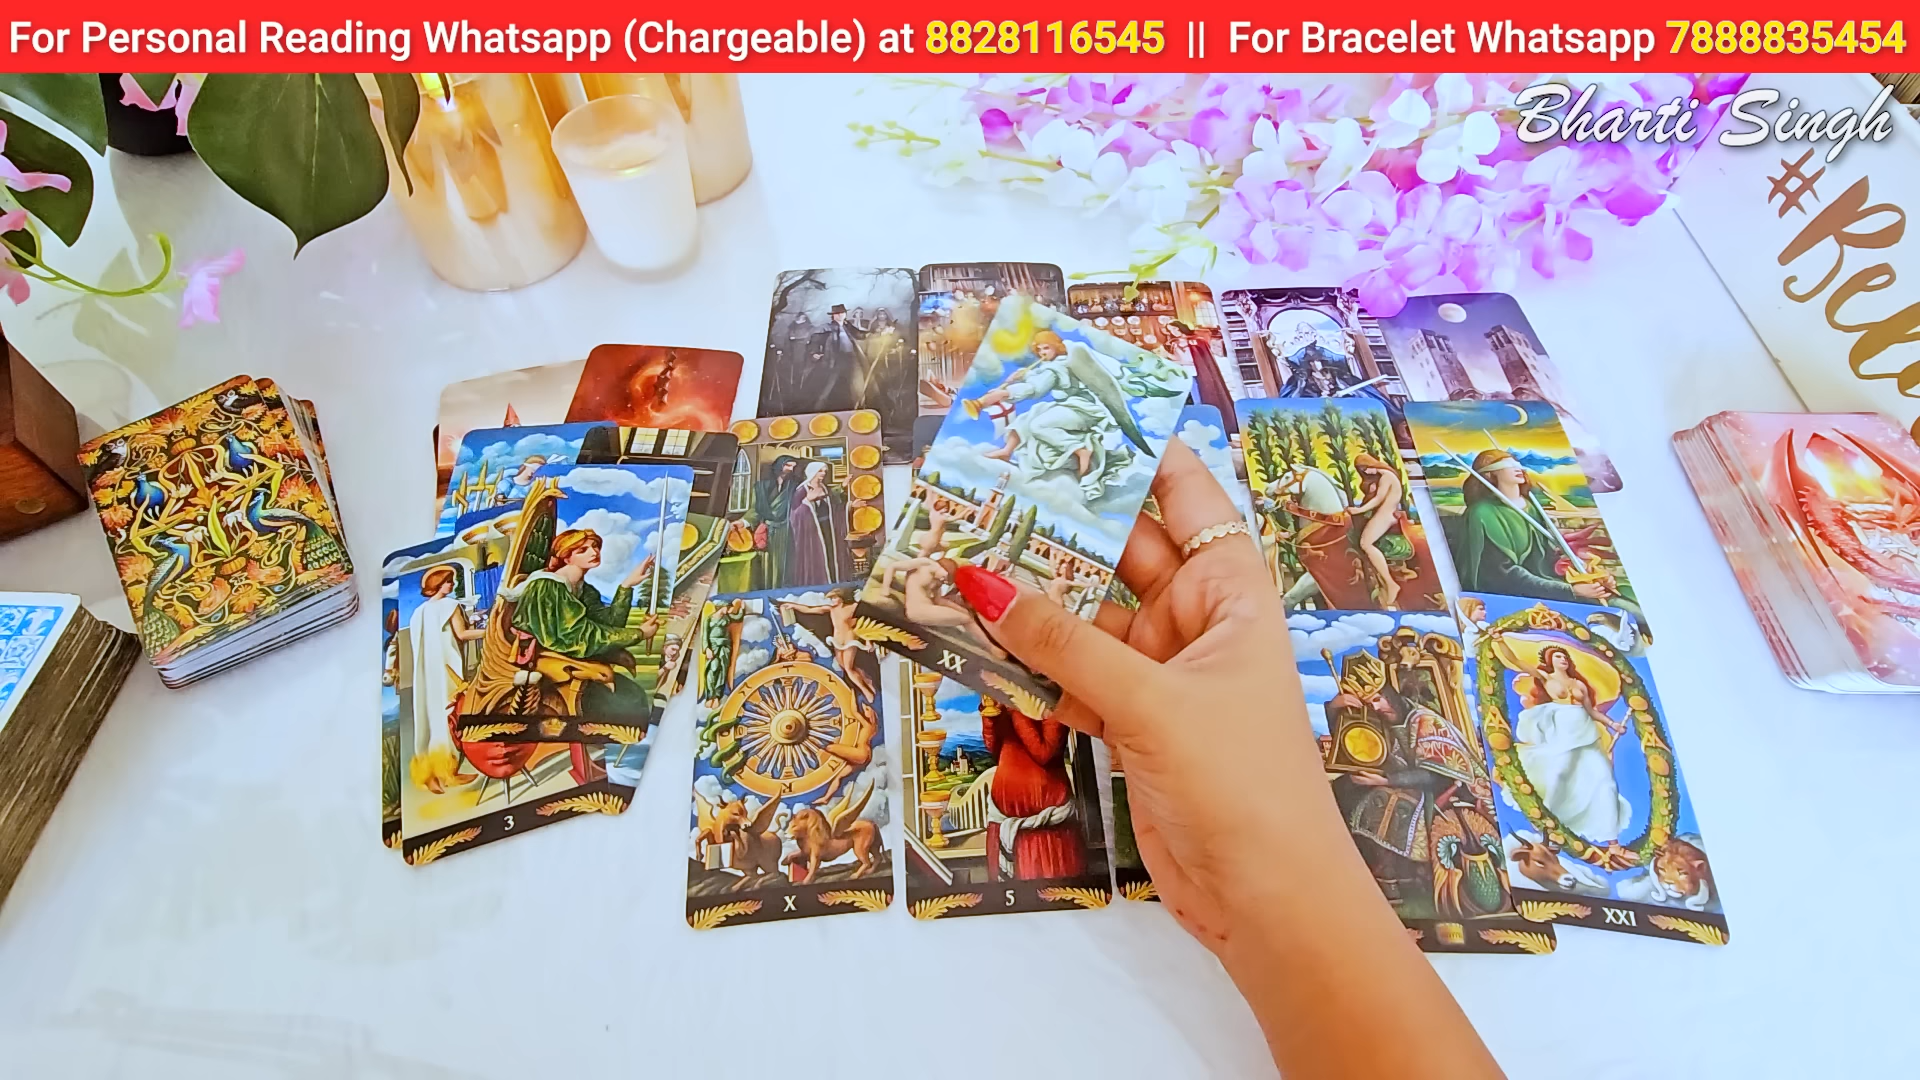 For Personal Reading Whatsapp (Chargeable) at 8828116545 || For Bracelet Whatsapp 7888835454
Bharti Singh
XX
3
X
5
XXI